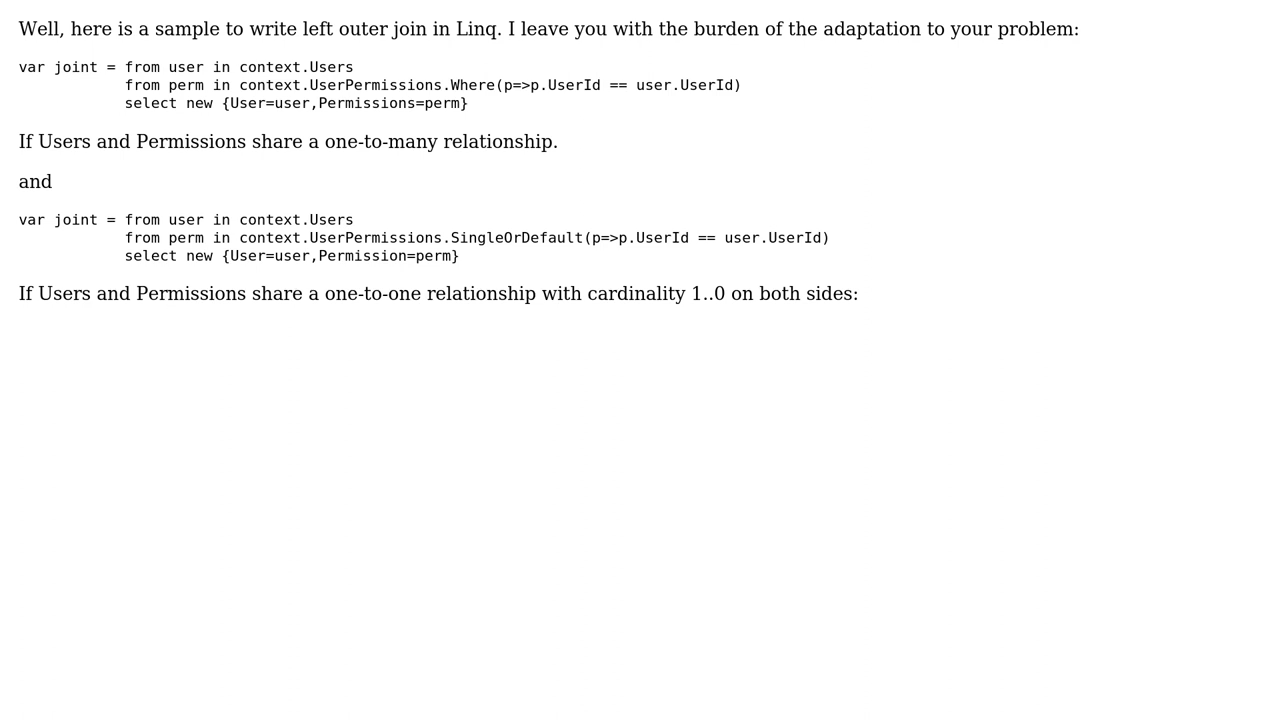 Well, here is a sample to write left outer join in Linq. I leave you with the burden of the adaptation to your problem:
var joint = from user in context.Users
            from perm in context.UserPermissions.Where(p=>p.UserId == user.UserId)
            select new {User=user,Permissions=perm}
If Users and Permissions share a one-to-many relationship.
and
var joint = from user in context.Users
            from perm in context.UserPermissions.SingleOrDefault(p=>p.UserId == user.UserId)
            select new {User=user,Permission=perm}
If Users and Permissions share a one-to-one relationship with cardinality 1..0 on both sides: